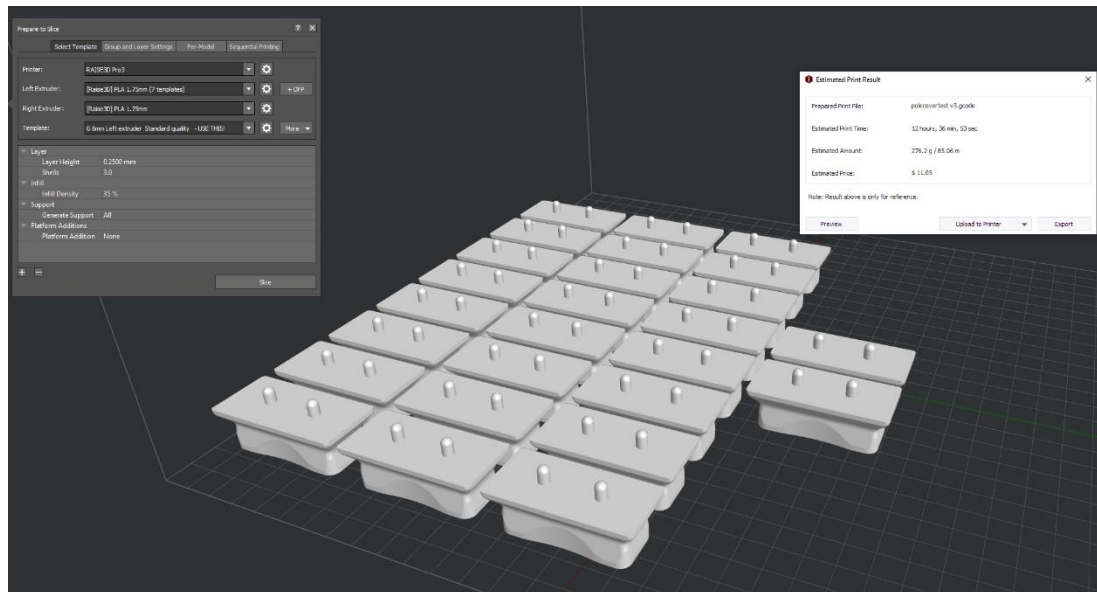 Prepare to Slice
Select Template Group and Layer Settings Per-Model Sequential Printing
Printer: RAISE3D Pro3
Left Extruder: [Raise3D] PLA 1.75mm (7 templates) + OFP
Right Extruder: [Raise3D] PLA 1.75mm
Template: 0.6mm Left extruder Standard quality - USE THIS! More
Layer
Layer Height 0.2500 mm
Shells 3.0
Infill
Infill Density 35 %
Support
Generate Support All
Platform Additions
Platform Addition None
Slice
Estimated Print Result
Prepared Print File: polecovertest v3.gcode
Estimated Print Time: 12 hours, 36 min, 53 sec
Estimated Amount: 276.2 g / 85.06 m
Estimated Price: $ 11.05
Note: Result above is only for reference.
Preview Upload to Printer Export